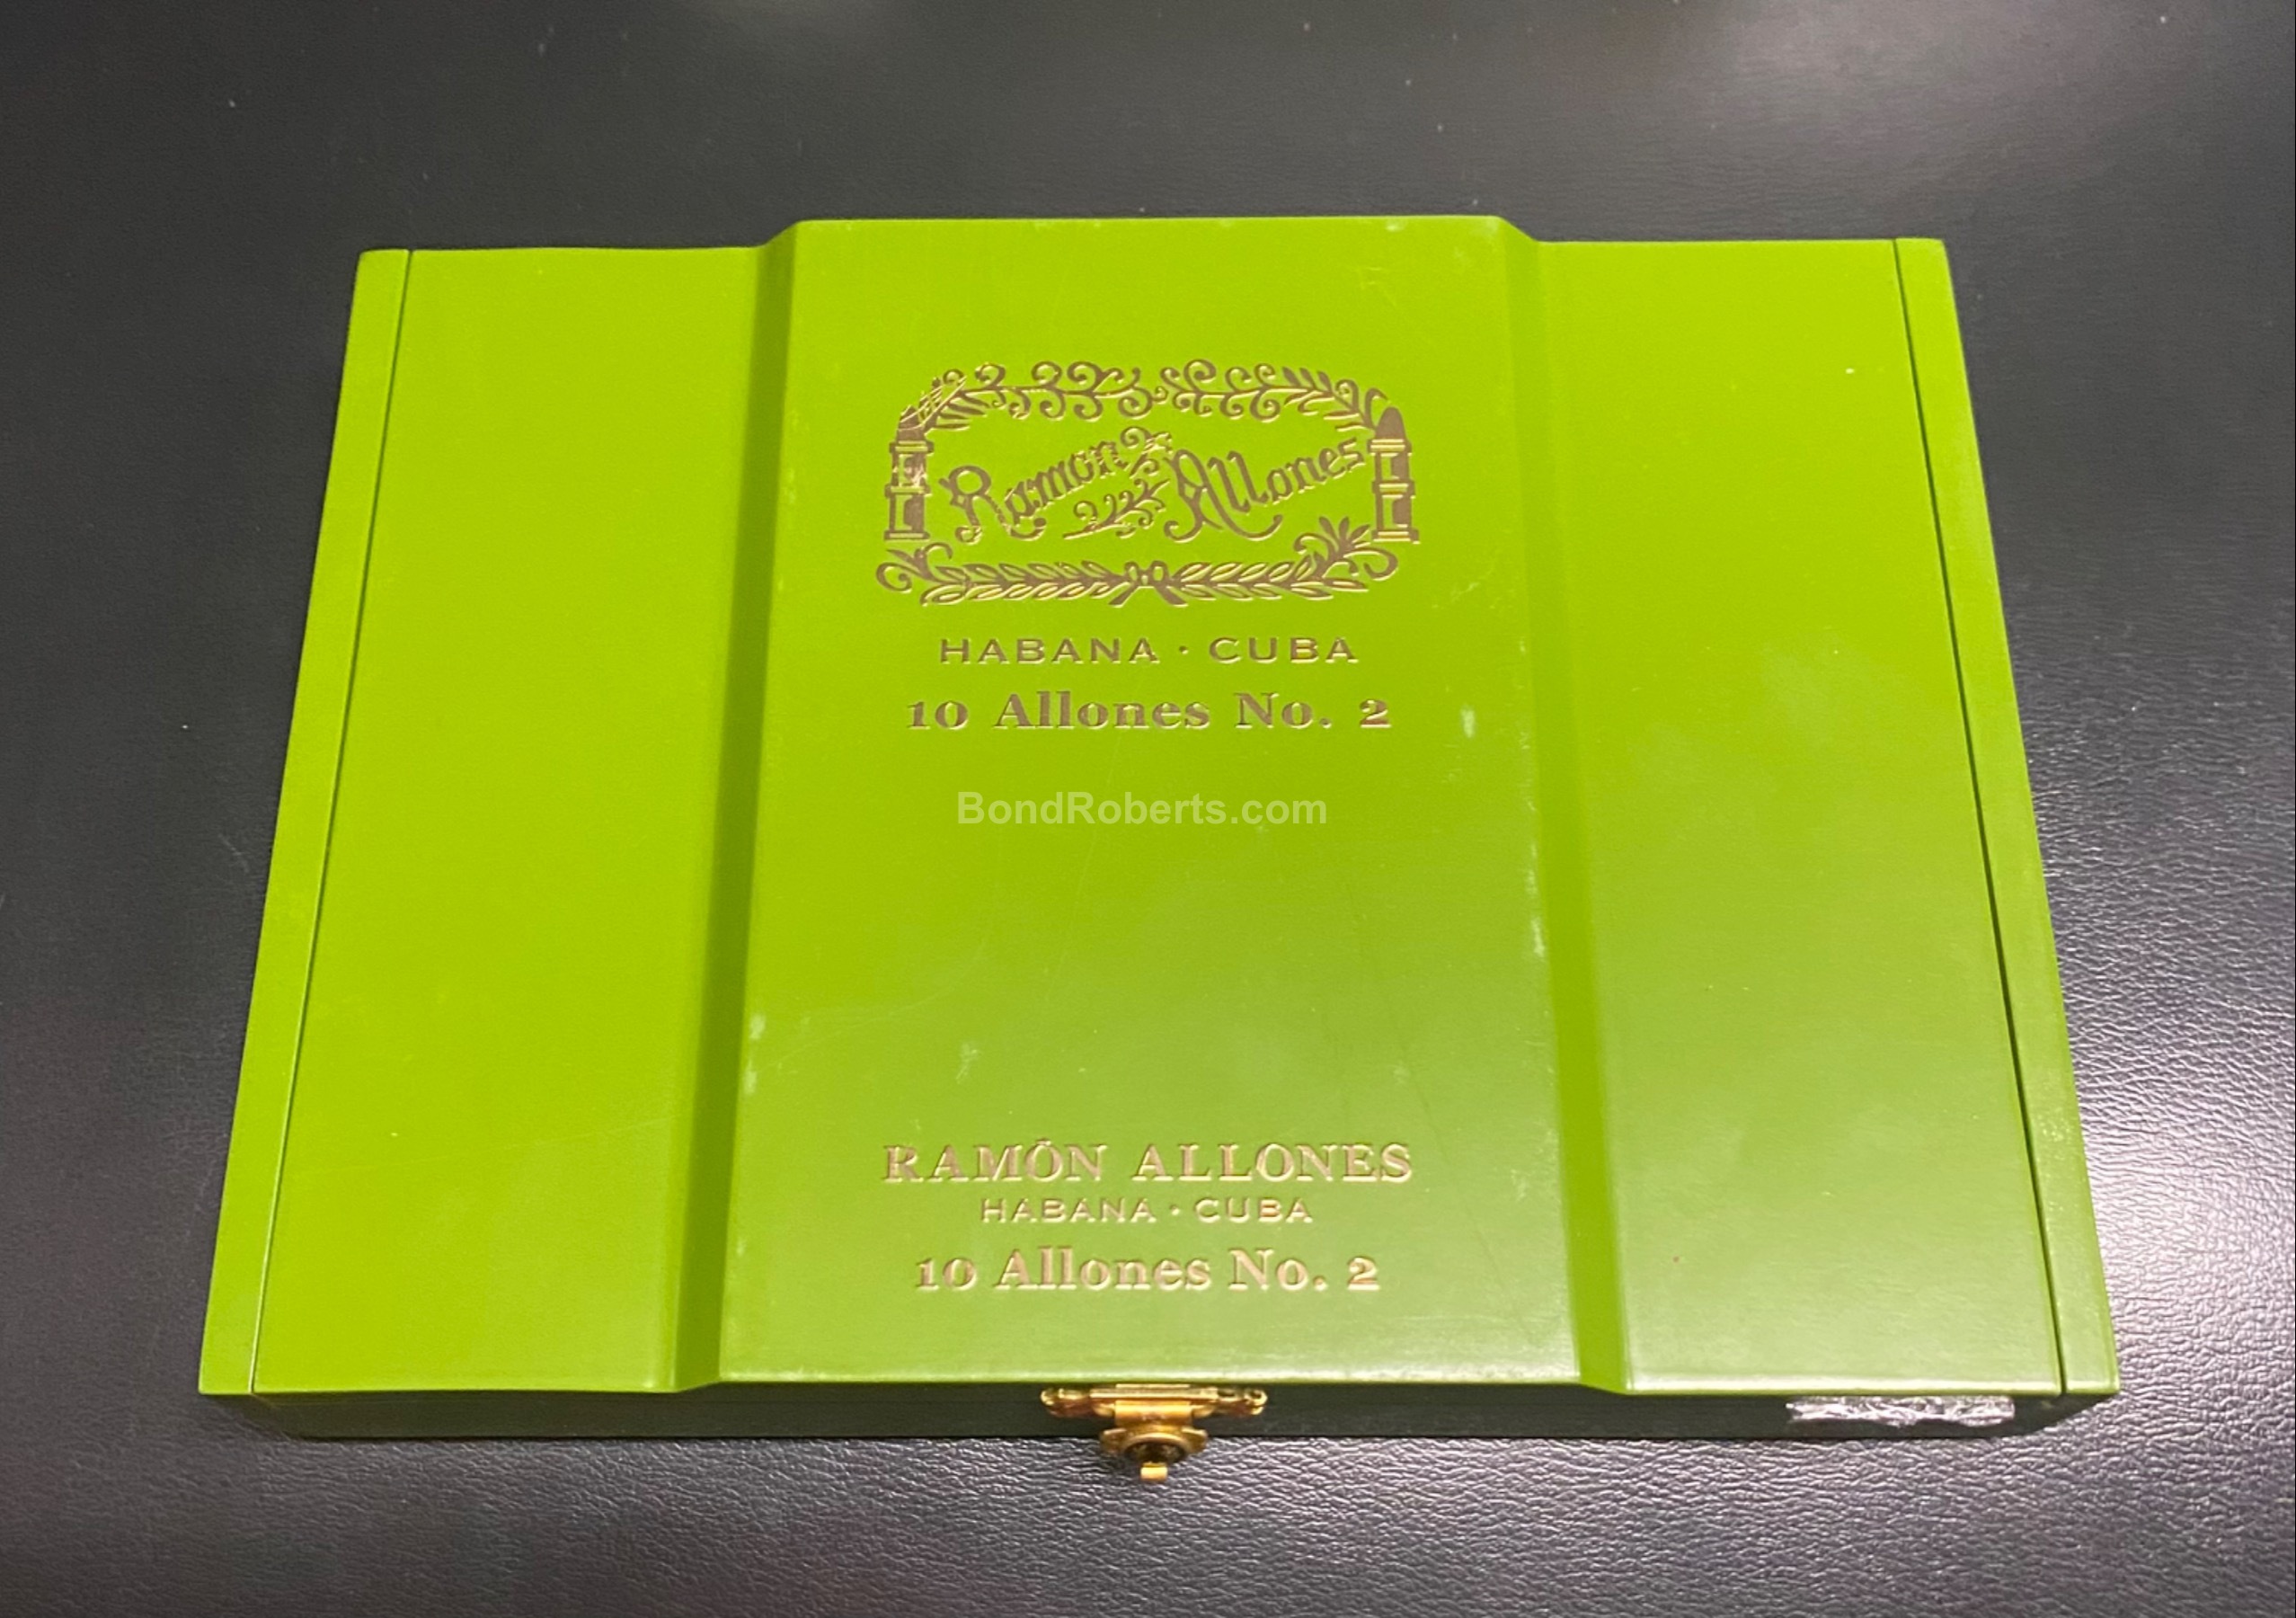 Ramon Allones
HABANA · CUBA
10 Allones No. 2
BondRoberts.com
RAMÓN ALLONES
HABANA · CUBA
10 Allones No. 2